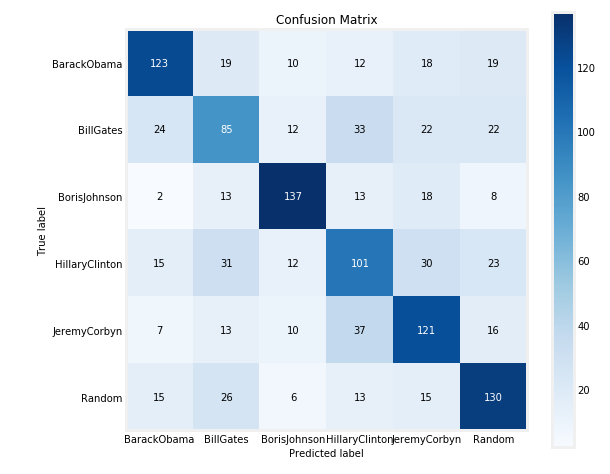 Confusion Matrix
BarackObama 123 19 10 12 18 19
BillGates 24 85 12 33 22 22
BorisJohnson 2 13 137 13 18 8
HillaryClinton 15 31 12 101 30 23
JeremyCorbyn 7 13 10 37 121 16
Random 15 26 6 13 15 130
BarackObama BillGates BorisJohnson HillaryClinton JeremyCorbyn Random
Predicted label
True label
120
100
80
60
40
20